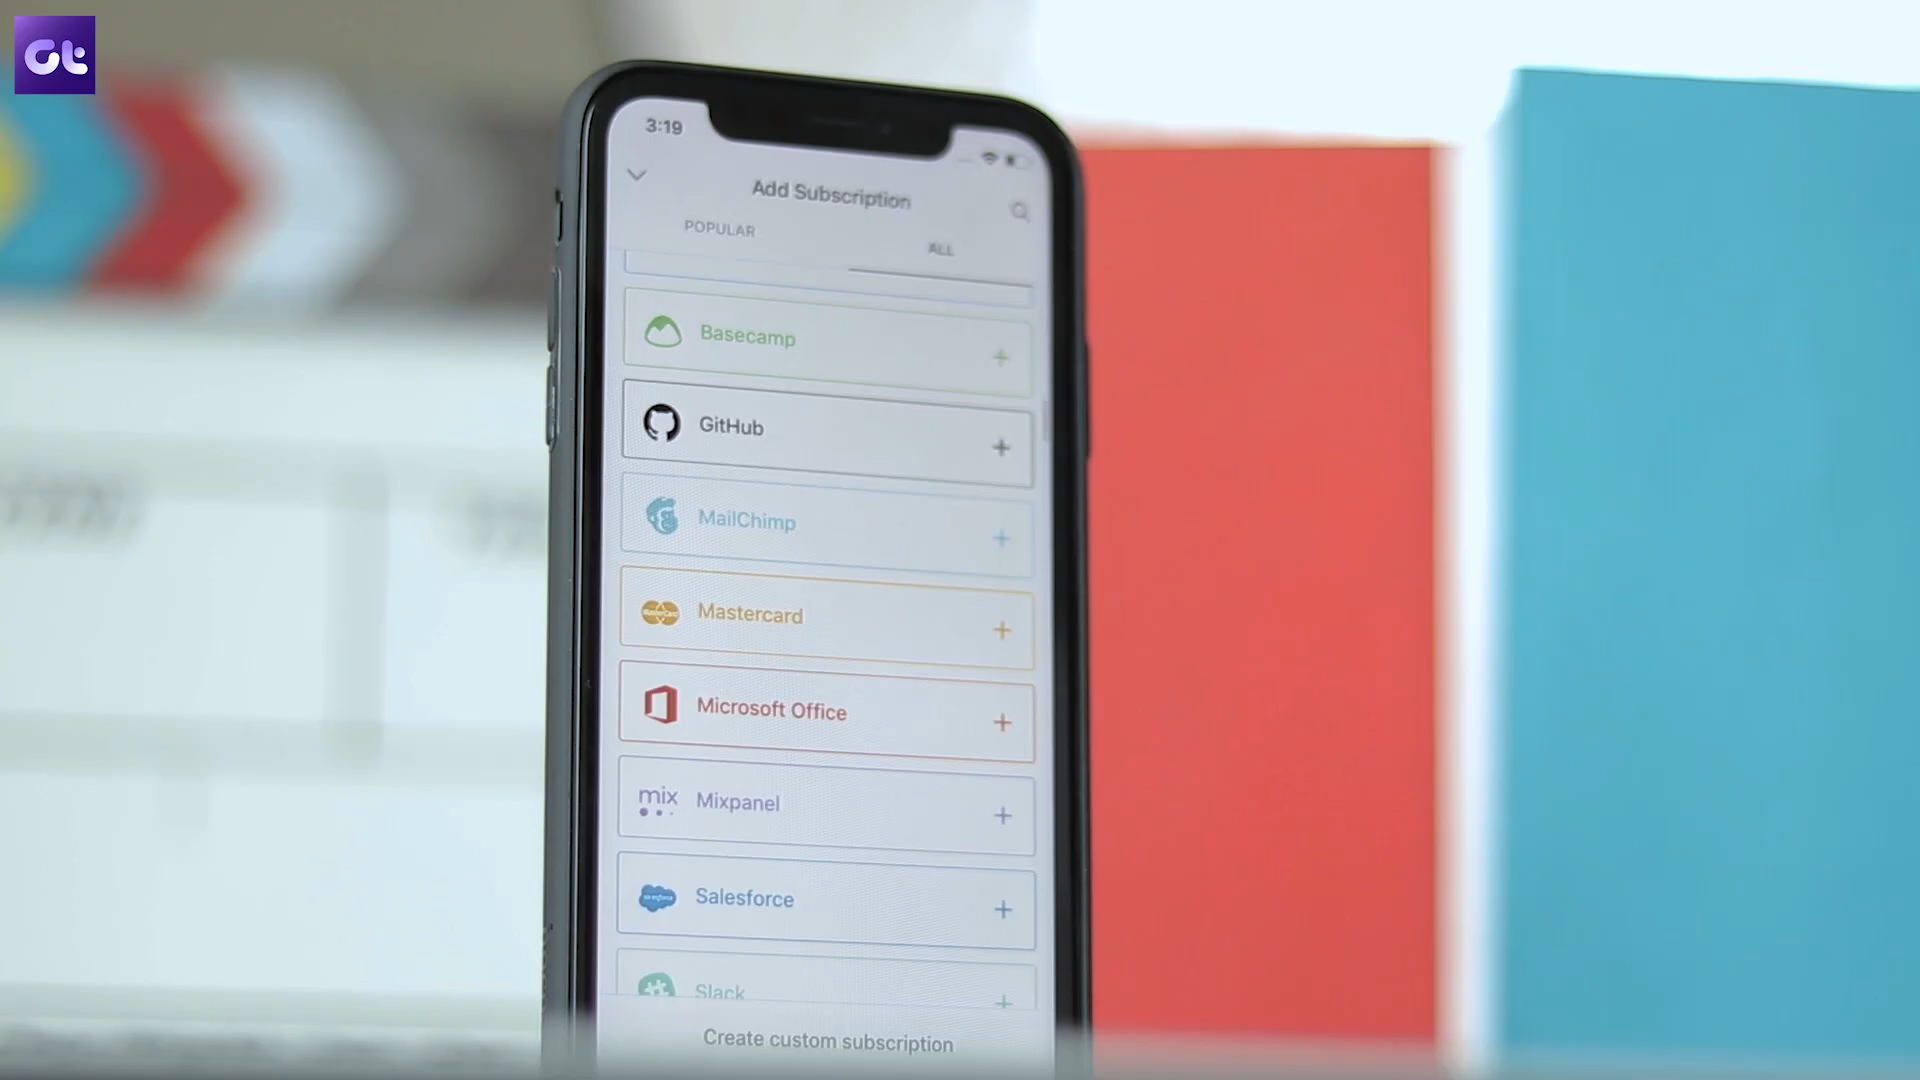 Gt
3:19
Add Subscription
POPULAR
ALL
Basecamp
GitHub
MailChimp
Mastercard
Microsoft Office
mix
Mixpanel
Salesforce
Slack
Create custom subscription